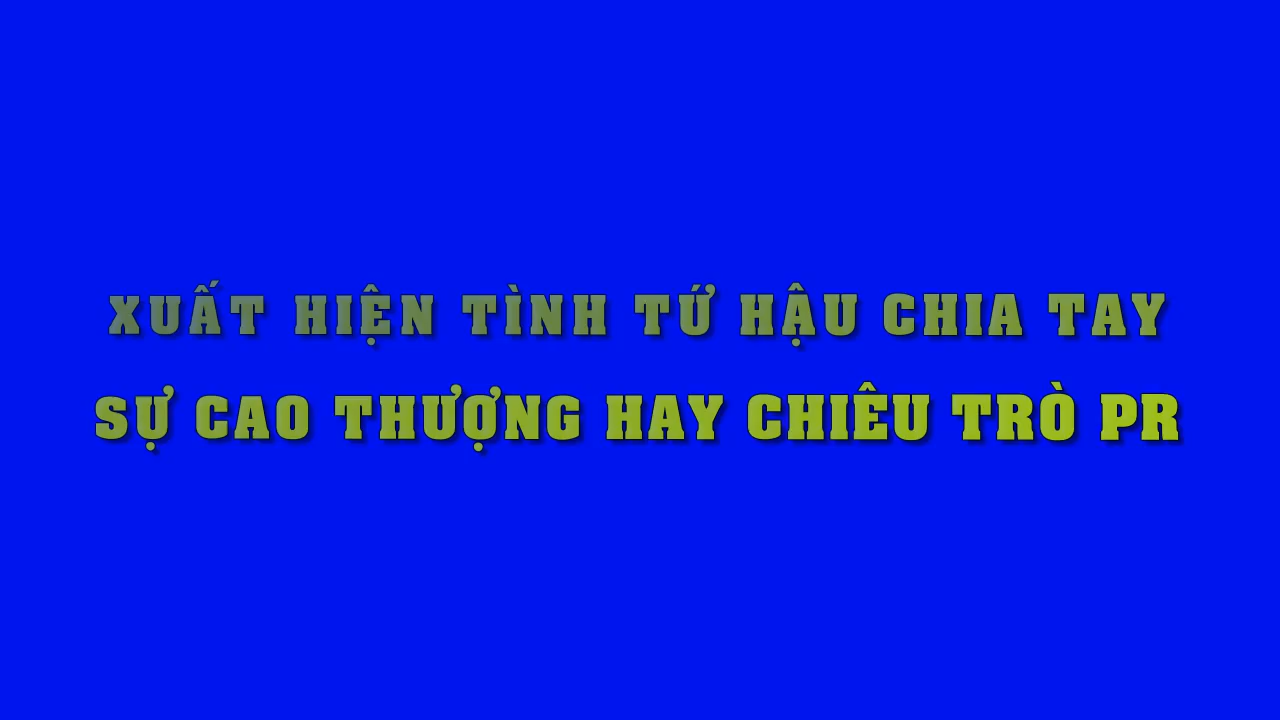 XUẤT HIỆN TÌNH TỨ HẬU CHIA TAY
SỰ CAO THƯỢNG HAY CHIÊU TRÒ PR